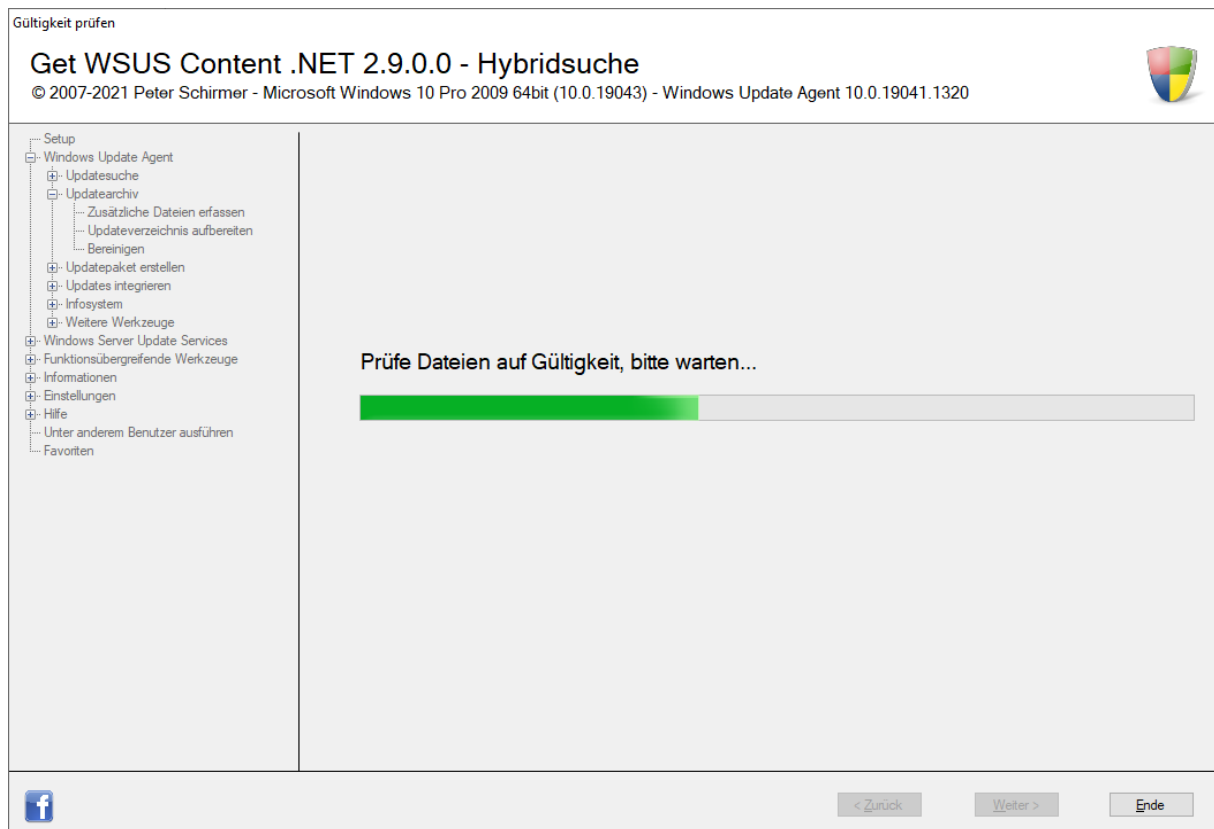 Gültigkeit prüfen
Get WSUS Content .NET 2.9.0.0 - Hybridsuche
© 2007-2021 Peter Schirmer - Microsoft Windows 10 Pro 2009 64bit (10.0.19043) - Windows Update Agent 10.0.19041.1320
Setup
Windows Update Agent
Updatesuche
Updatearchiv
Zusätzliche Dateien erfassen
Updateverzeichnis aufbereiten
Bereinigen
Updatepaket erstellen
Updates integrieren
Infosystem
Weitere Werkzeuge
Windows Server Update Services
Funktionsübergreifende Werkzeuge
Informationen
Einstellungen
Hilfe
Unter anderem Benutzer ausführen
Favoriten
Prüfe Dateien auf Gültigkeit, bitte warten...
f
< Zurück
Weiter >
Ende